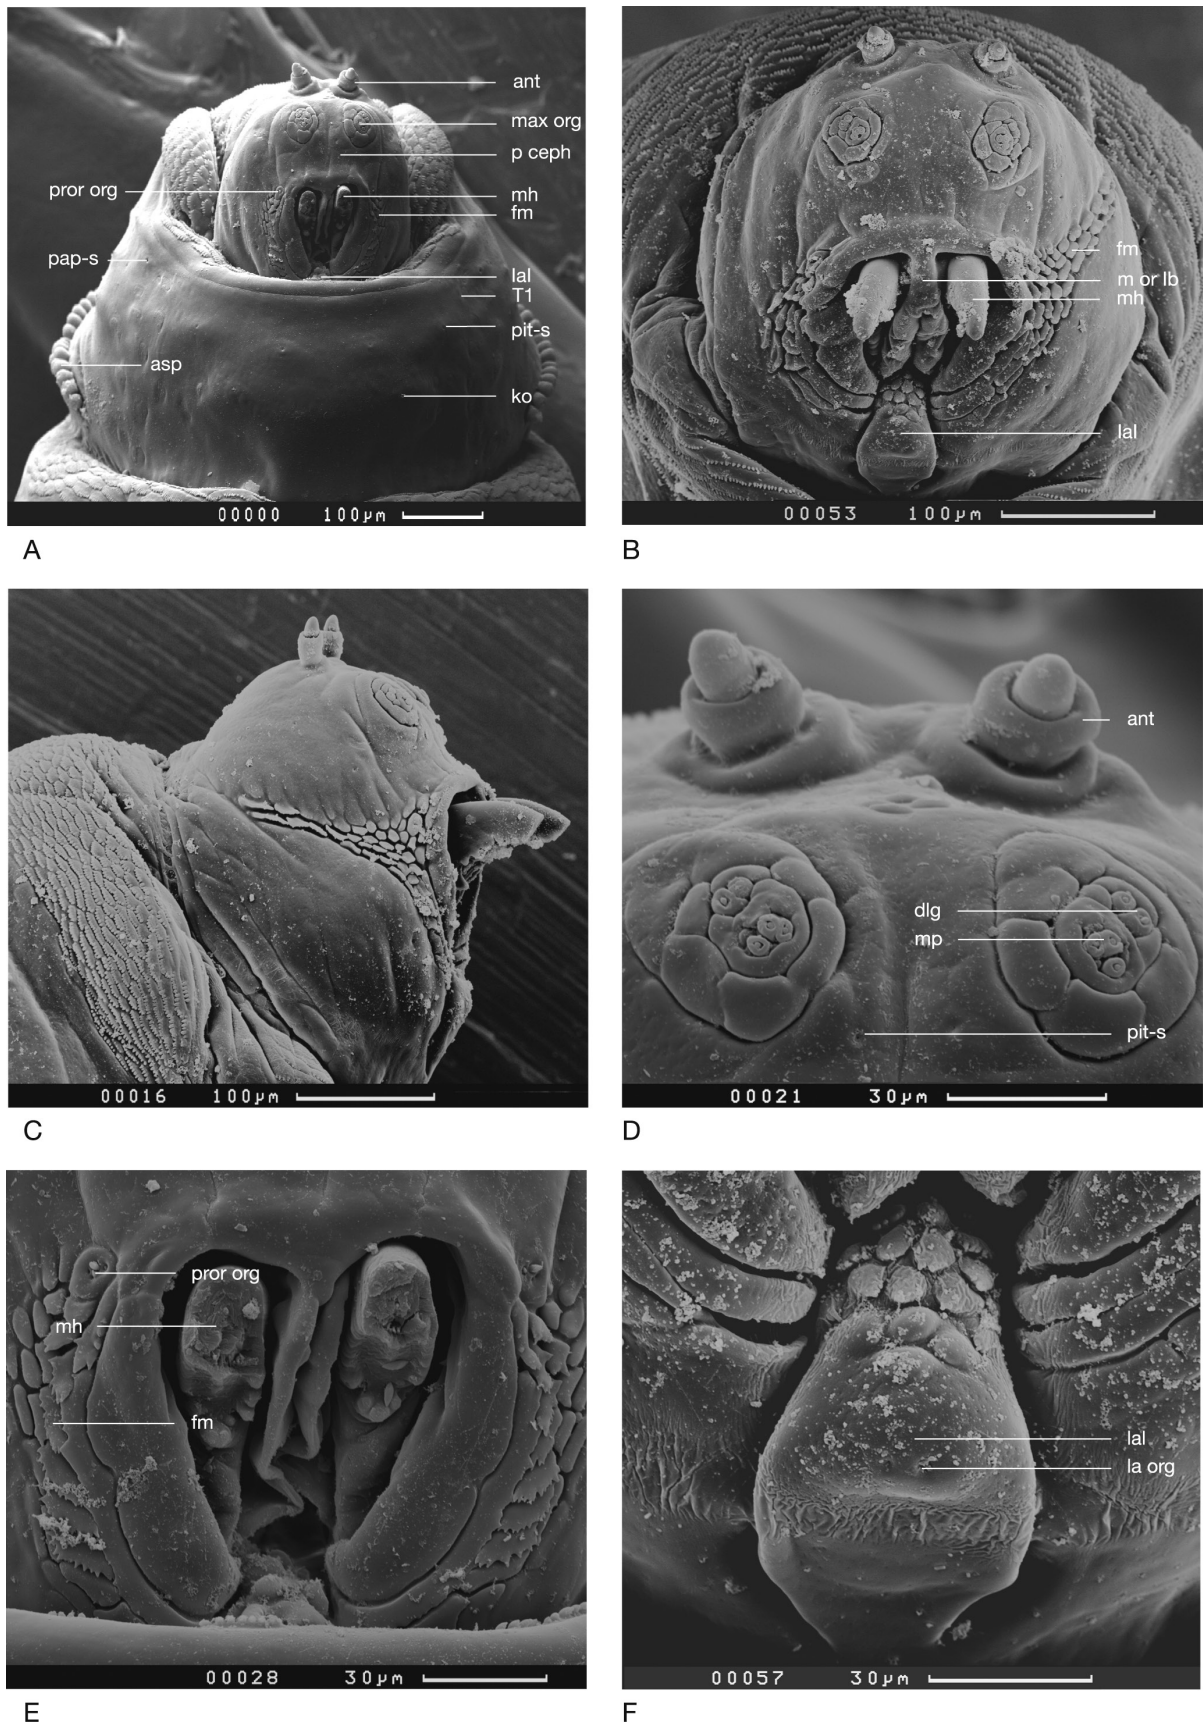 ant
max org
p ceph
pror org
mh
fm
pap-s
lal
T1
pit-s
asp
ko
00000 100µm
A
fm
m or lb
mh
lal
00053 100µm
B
00016 100µm
C
ant
dlg
mp
pit-s
00021 30µm
D
pror org
mh
fm
00028 30µm
E
lal
la org
00057 30µm
F